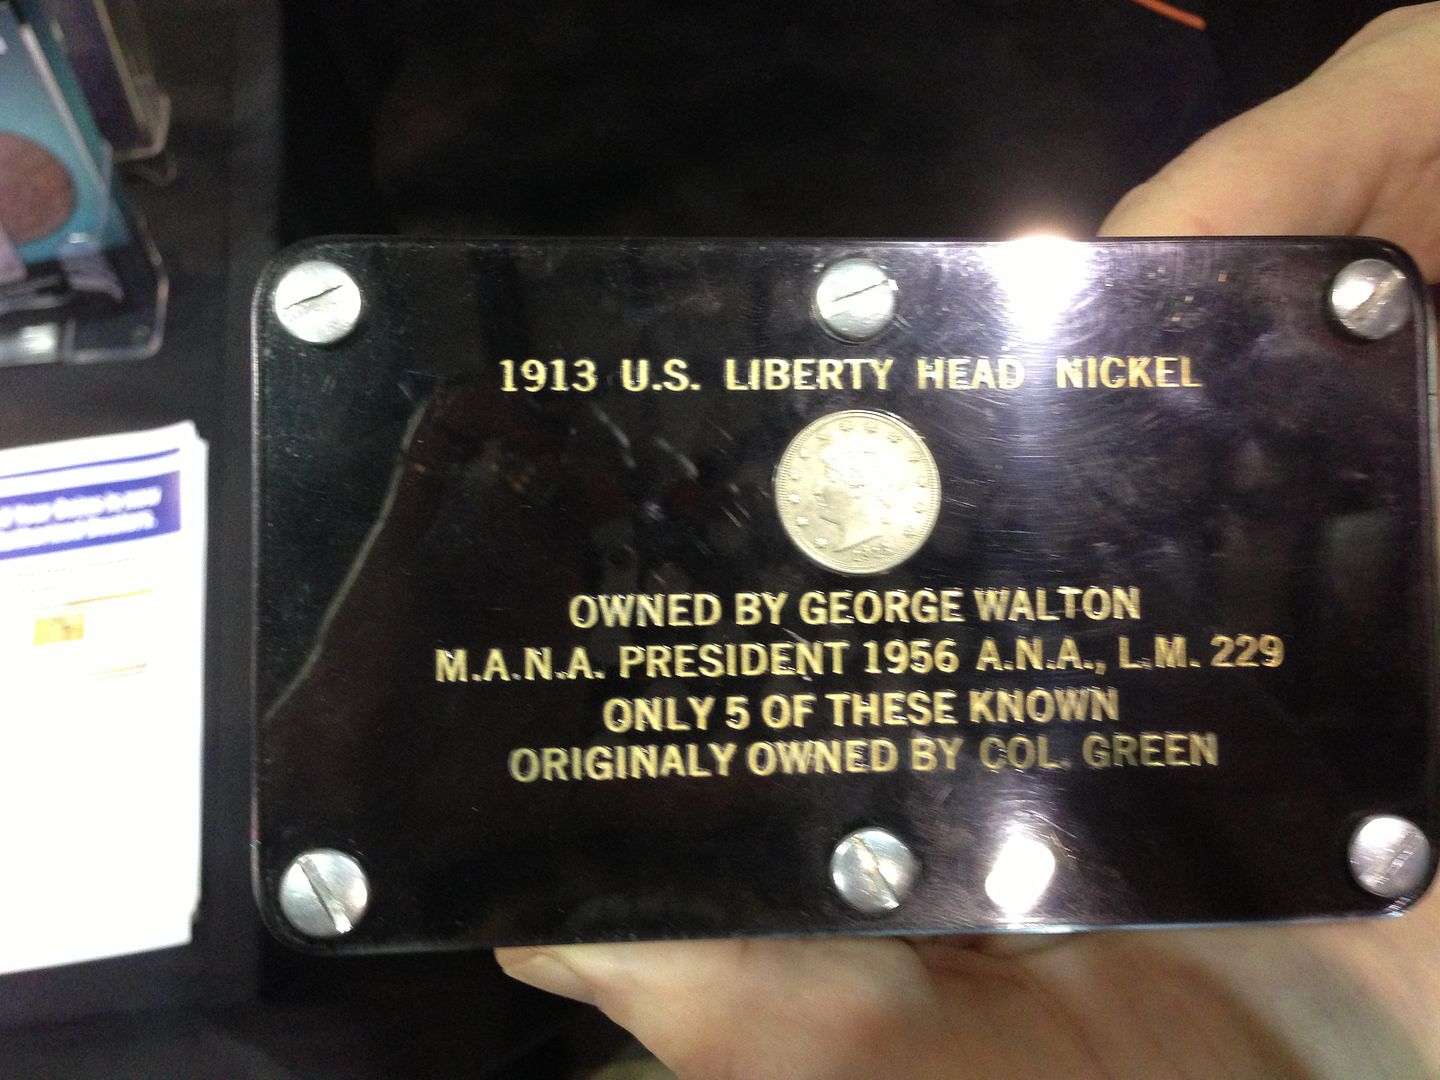 1913 U.S. LIBERTY HEAD NICKEL
OWNED BY GEORGE WALTON
M.A.N.A. PRESIDENT 1956 A.N.A., L.M. 229
ONLY 5 OF THESE KNOWN
ORIGINALY OWNED BY COL. GREEN